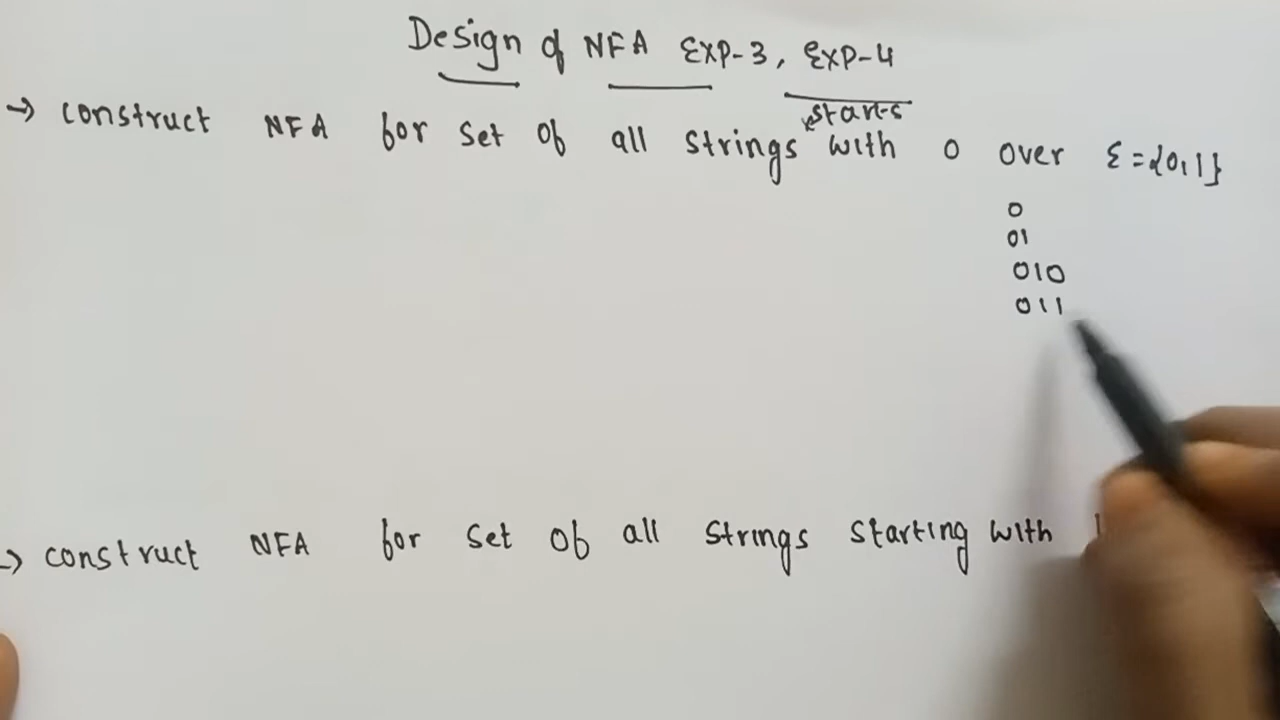 Design of NFA Exp-3, Exp-4
→ construct NFA for set of all strings starts with 0 over Σ={0,1}
0
01
010
011
→ construct NFA for set of all strings starting with